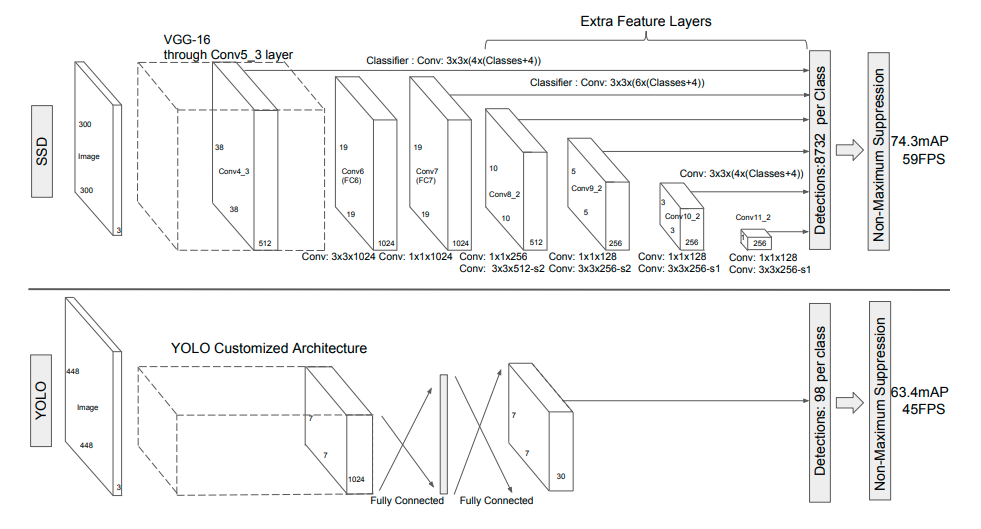 Extra Feature Layers
VGG-16
through Conv5_3 layer
Classifier : Conv: 3x3x(4x(Classes+4))
Classifier : Conv: 3x3x(6x(Classes+4))
SSD
300
Image
300
3
38
Conv4_3
38
512
19
Conv6
(FC6)
19
1024
19
Conv7
(FC7)
19
1024
10
Conv8_2
10
512
5
Conv9_2
5
256
Conv: 3x3x(4x(Classes+4))
3
Conv10_2
3
256
Conv11_2
1
256
Conv: 3x3x1024
Conv: 1x1x1024
Conv: 1x1x256
Conv: 3x3x512-s2
Conv: 1x1x128
Conv: 3x3x256-s2
Conv: 1x1x128
Conv: 3x3x256-s1
Conv: 1x1x128
Conv: 3x3x256-s1
Detections:8732 per Class
Non-Maximum Suppression
74.3mAP
59FPS
YOLO
448
Image
448
3
YOLO Customized Architecture
7
7
1024
Fully Connected
Fully Connected
7
7
30
Detections: 98 per class
Non-Maximum Suppression
63.4mAP
45FPS